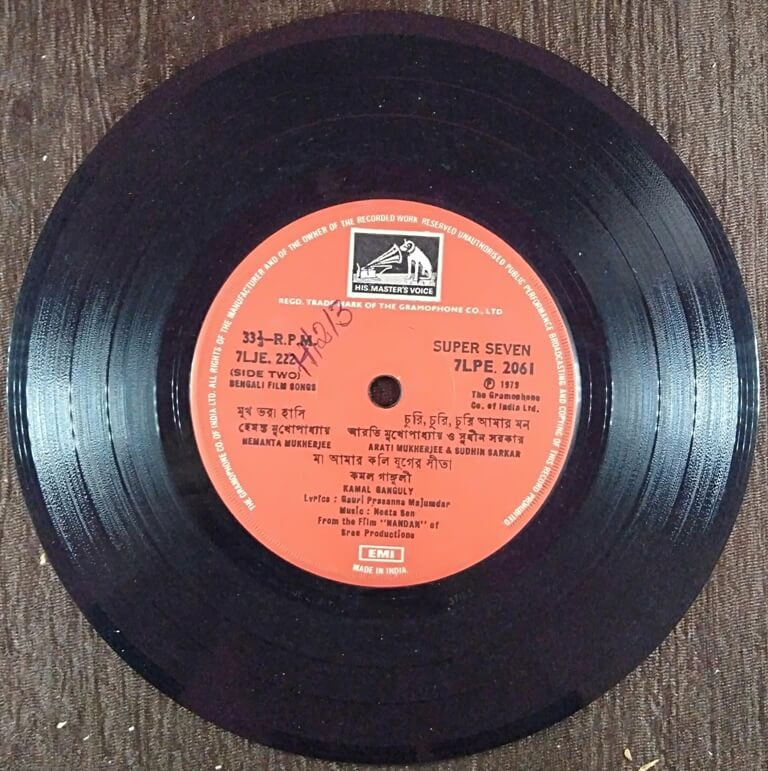 THE GRAMOPHONE CO OF INDIA LTD. ALL RIGHTS OF THE MANUFACTURER AND OF THE OWNER OF THE RECORDED WORK RESERVED UNAUTHORISED PUBLIC PERFORMANCE BROADCASTING AND COPYING OF THIS RECORD PROHIBITED.
HIS MASTER'S VOICE
REGD. TRADE MARK OF THE GRAMOPHONE CO., LTD
33⅓-R.P.M.
7LJE. 222
(SIDE TWO)
BENGALI FILM SONGS
SUPER SEVEN
7LPE. 2061
Ⓟ 1979
The Gramophone
Co. of India Ltd.
মুখ ভরা হাসি
হেমন্ত মুখোপাধ্যায়
HEMANTA MUKHERJEE
চুরি, চুরি, চুরি আমার মন
আরতি মুখোপাধ্যায় ও সুধীন সরকার
ARATI MUKHERJEE & SUDHIN SARKAR
মা আমার কলি যুগের সীতা
কমল গাঙ্গুলী
KAMAL GANGULY
Lyrics : Gauri Prasanna Majumdar
Music : Neeta Sen
From the Film "NANDAN" of
Sree Productions
EMI
MADE IN INDIA